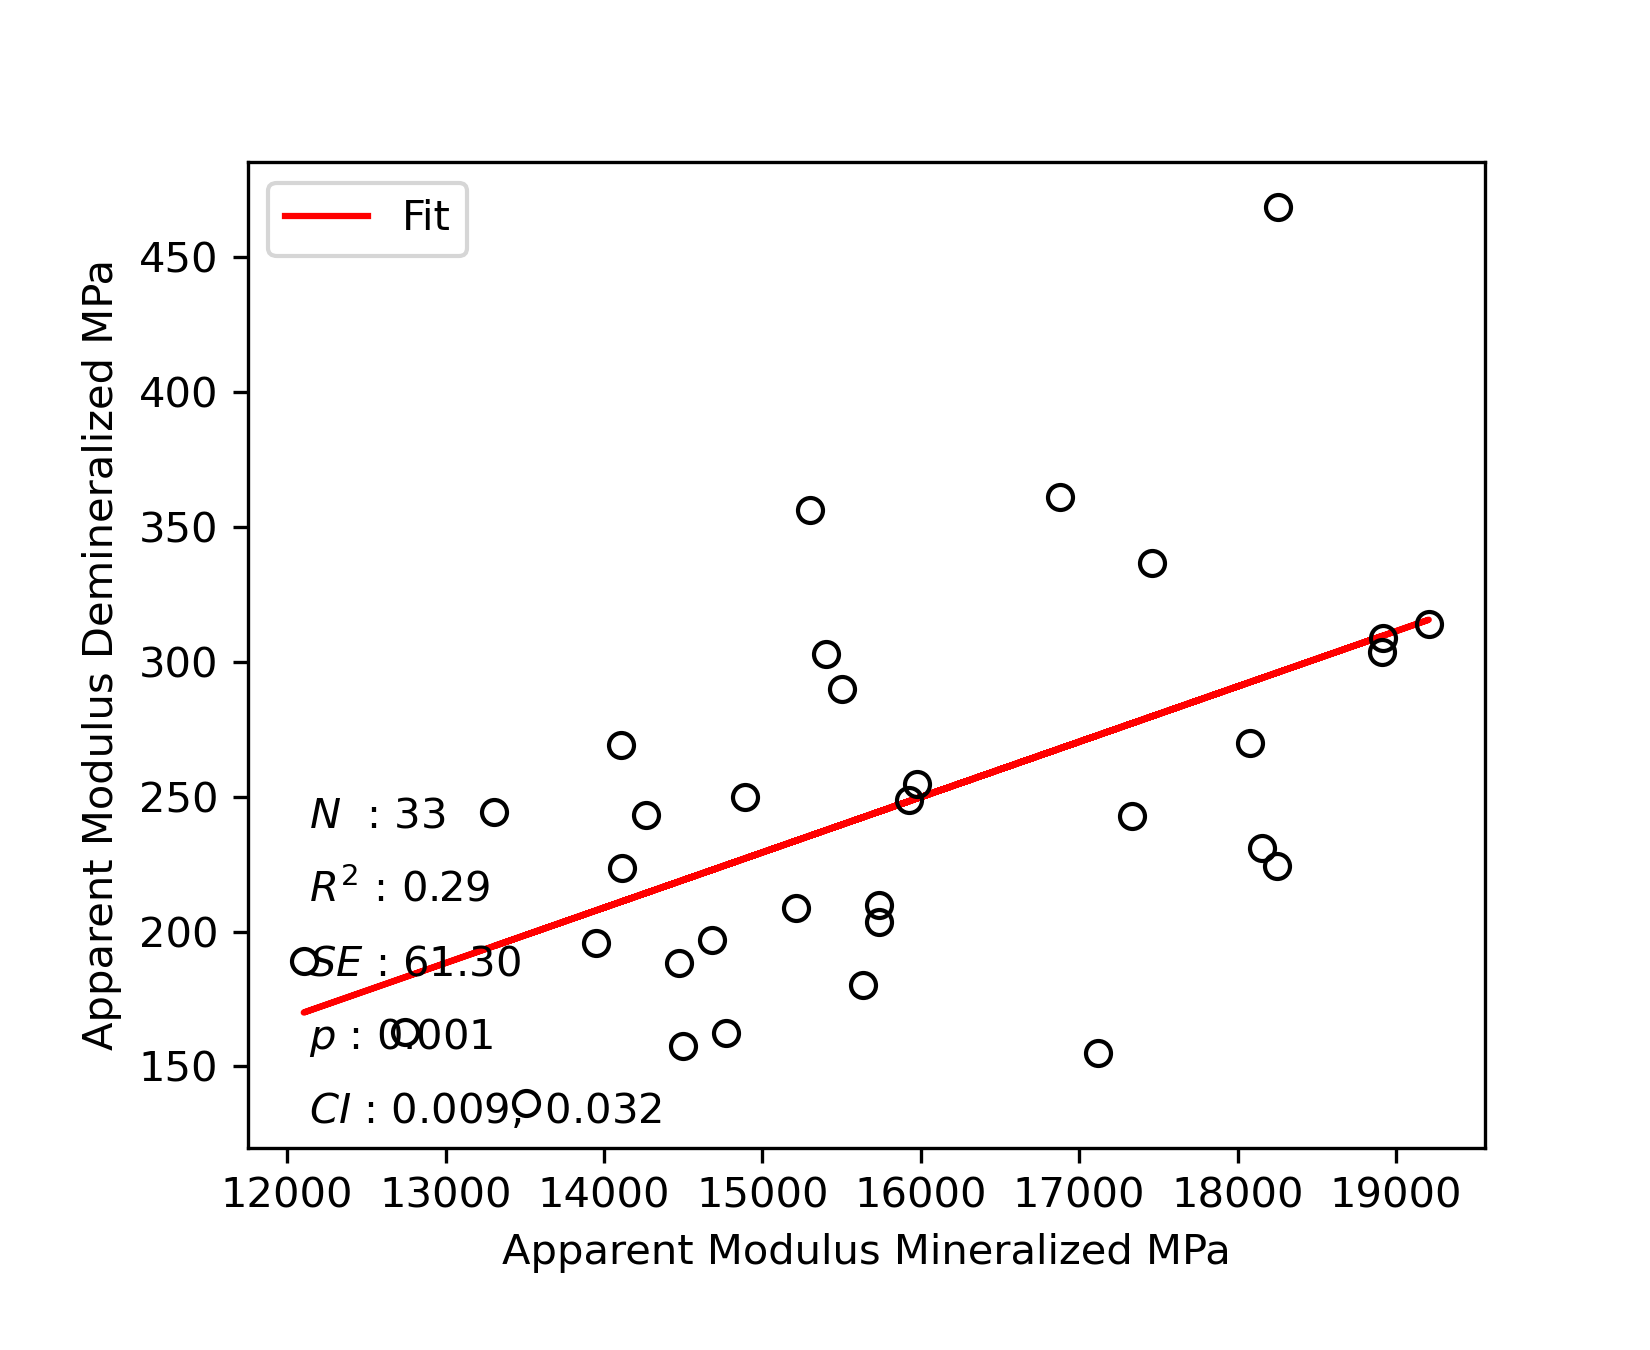 Fit
Apparent Modulus Demineralized MPa
450
400
350
300
250
200
150
N : 33
R² : 0.29
SE : 61.30
p : 0.001
CI : 0.009, 0.032
12000 13000 14000 15000 16000 17000 18000 19000
Apparent Modulus Mineralized MPa